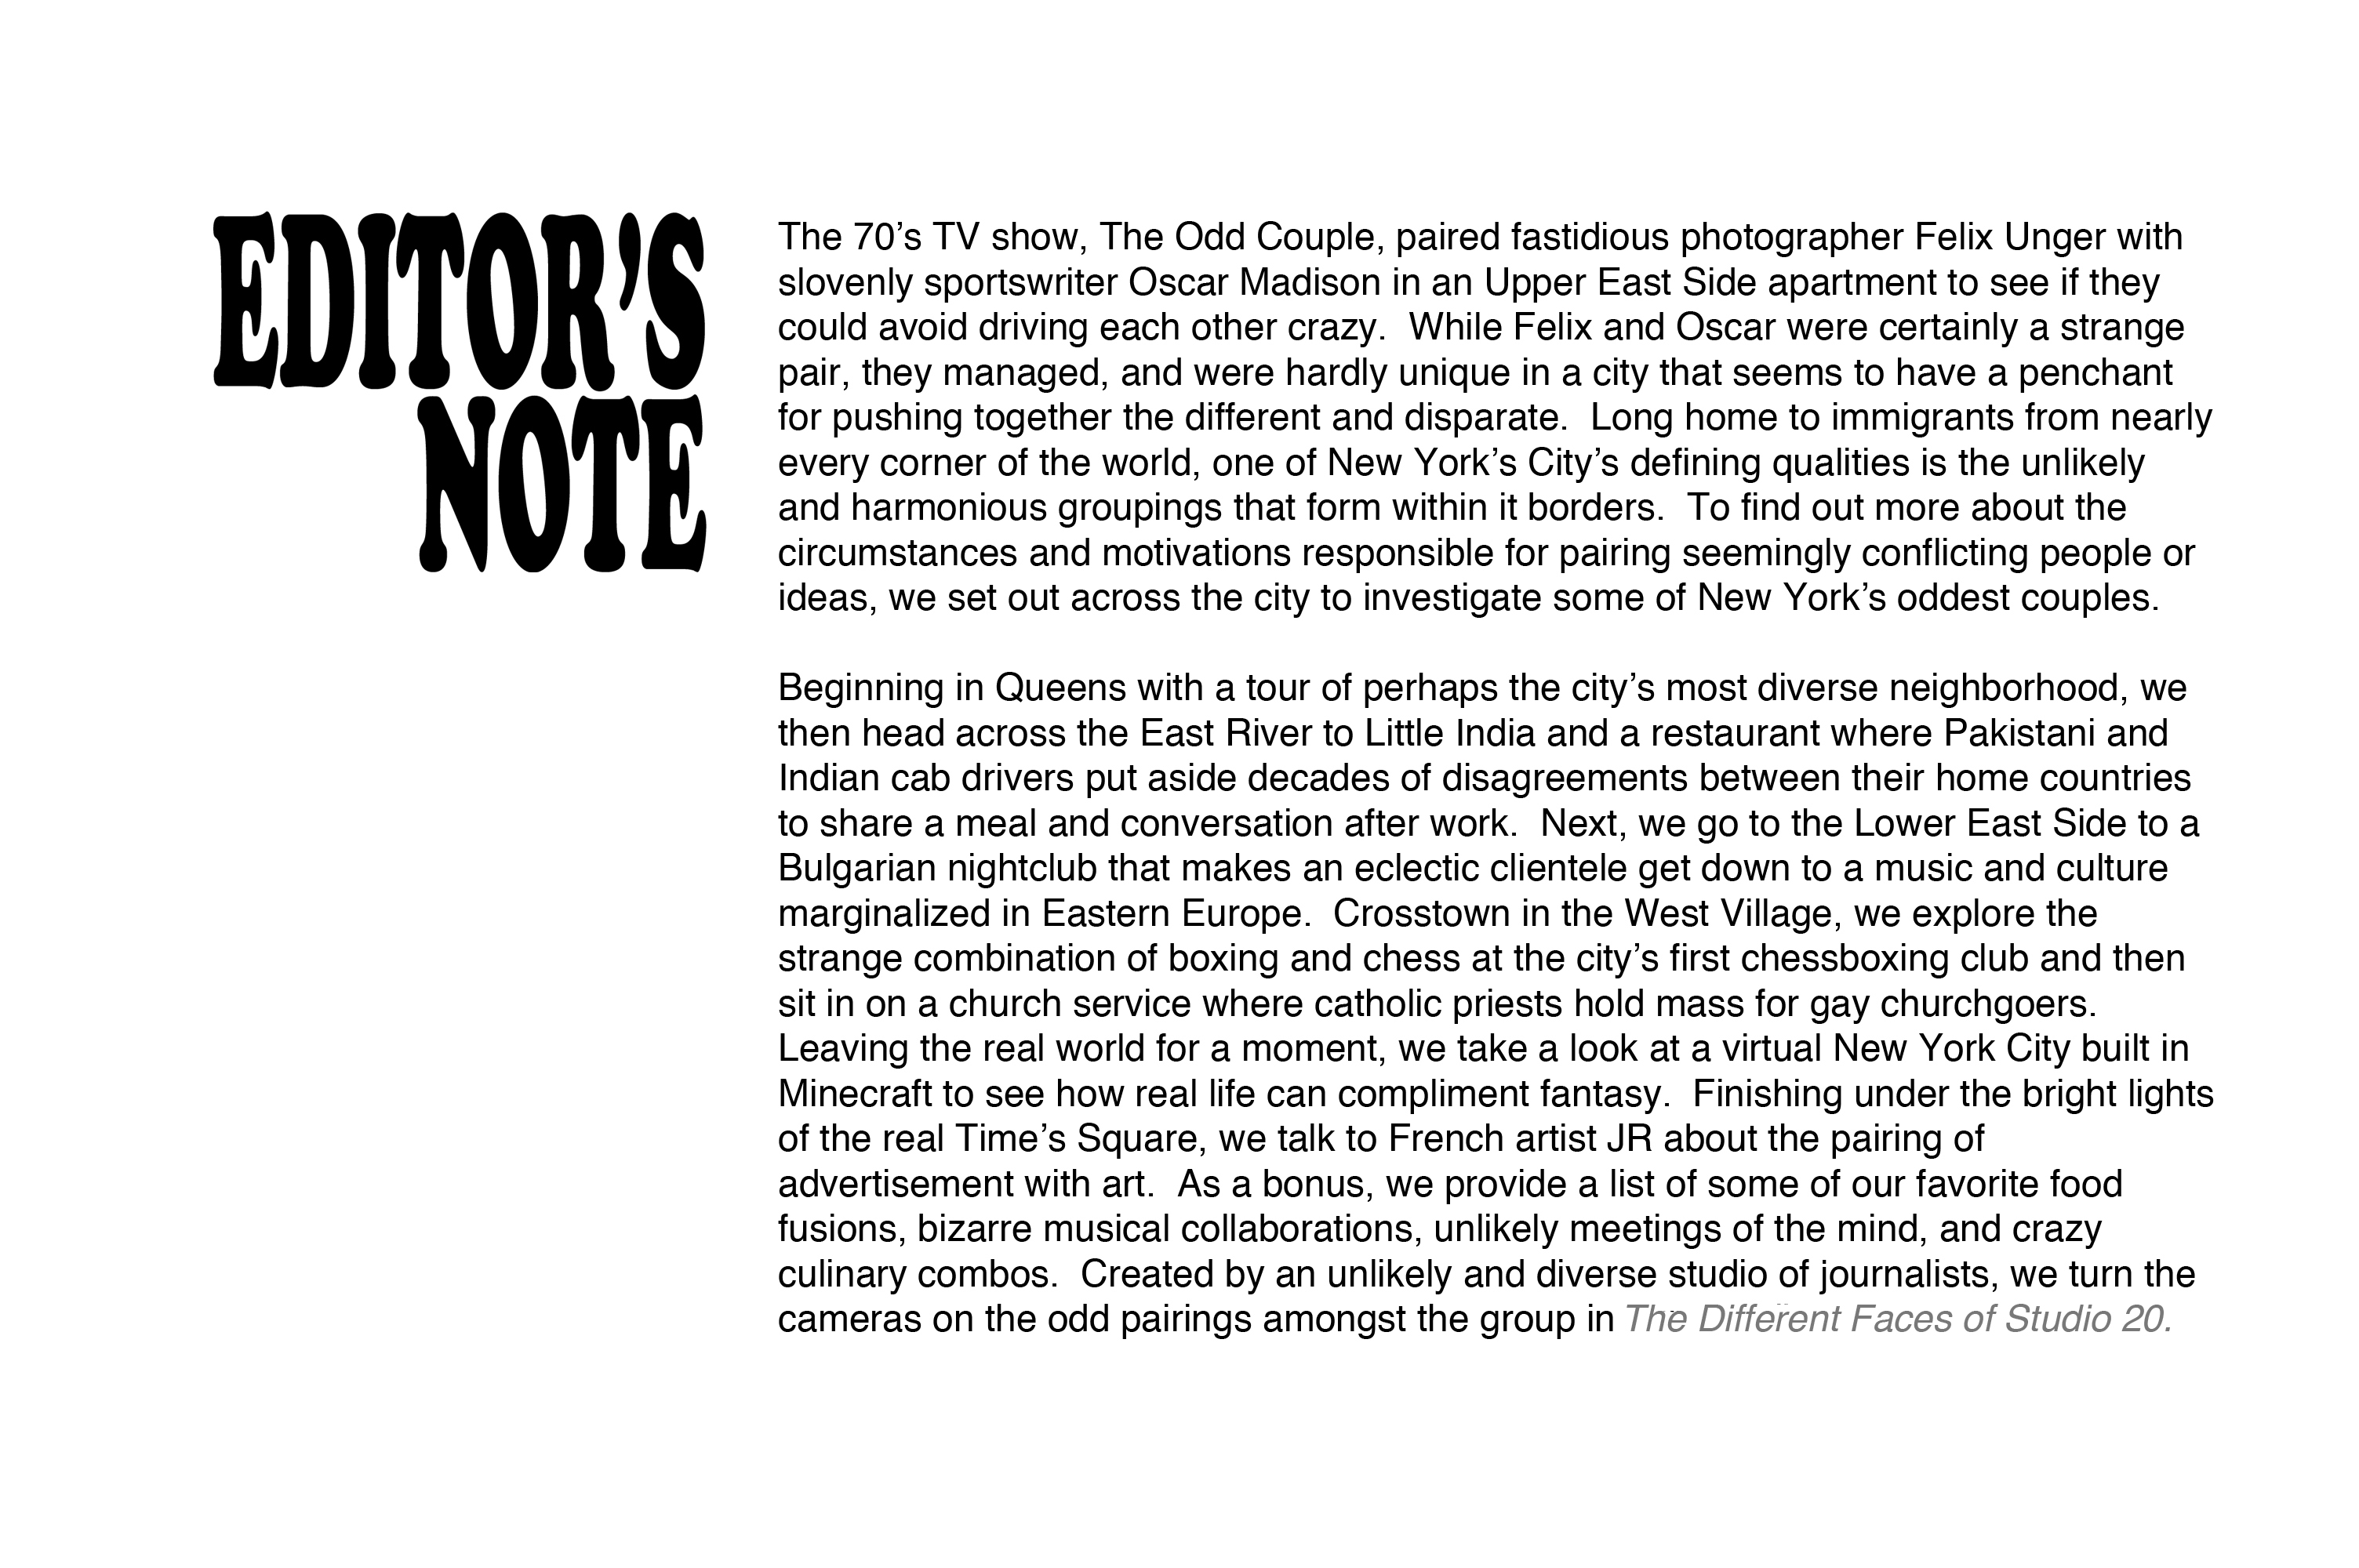 EDITOR’S
NOTE
The 70’s TV show, The Odd Couple, paired fastidious photographer Felix Unger with
slovenly sportswriter Oscar Madison in an Upper East Side apartment to see if they
could avoid driving each other crazy.  While Felix and Oscar were certainly a strange
pair, they managed, and were hardly unique in a city that seems to have a penchant
for pushing together the different and disparate.  Long home to immigrants from nearly
every corner of the world, one of New York’s City’s defining qualities is the unlikely
and harmonious groupings that form within it borders.  To find out more about the
circumstances and motivations responsible for pairing seemingly conflicting people or
ideas, we set out across the city to investigate some of New York’s oddest couples.
Beginning in Queens with a tour of perhaps the city’s most diverse neighborhood, we
then head across the East River to Little India and a restaurant where Pakistani and
Indian cab drivers put aside decades of disagreements between their home countries
to share a meal and conversation after work.  Next, we go to the Lower East Side to a
Bulgarian nightclub that makes an eclectic clientele get down to a music and culture
marginalized in Eastern Europe.  Crosstown in the West Village, we explore the
strange combination of boxing and chess at the city’s first chessboxing club and then
sit in on a church service where catholic priests hold mass for gay churchgoers.
Leaving the real world for a moment, we take a look at a virtual New York City built in
Minecraft to see how real life can compliment fantasy.  Finishing under the bright lights
of the real Time’s Square, we talk to French artist JR about the pairing of
advertisement with art.  As a bonus, we provide a list of some of our favorite food
fusions, bizarre musical collaborations, unlikely meetings of the mind, and crazy
culinary combos.  Created by an unlikely and diverse studio of journalists, we turn the
cameras on the odd pairings amongst the group in The Different Faces of Studio 20.